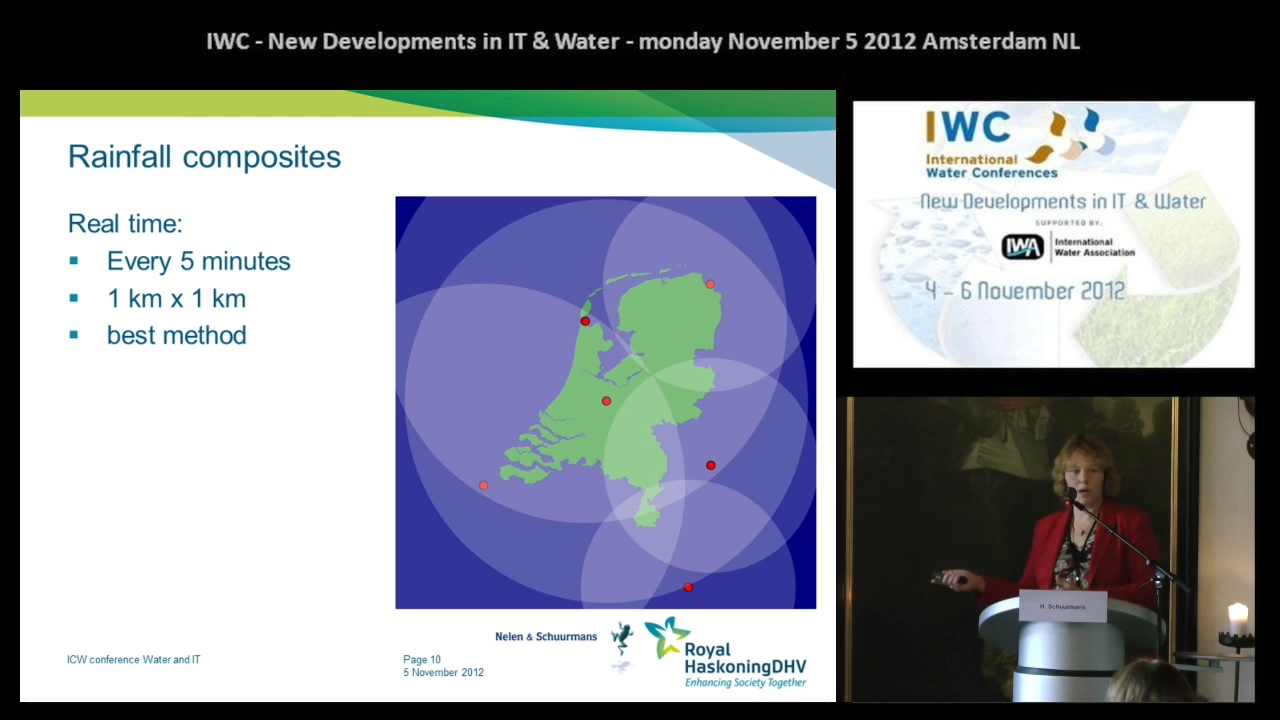 IWC - New Developments in IT & Water - monday November 5 2012 Amsterdam NL
Rainfall composites
Real time:
Every 5 minutes
1 km x 1 km
best method
Nelen & Schuurmans
Royal
HaskoningDHV
Enhancing Society Together
ICW conference Water and IT
Page 10
5 November 2012
IWC
International
Water Conferences
New Developments in IT & Water
SUPPORTED BY:
IWA
International
Water Association
4 - 6 November 2012
H. Schuurmans